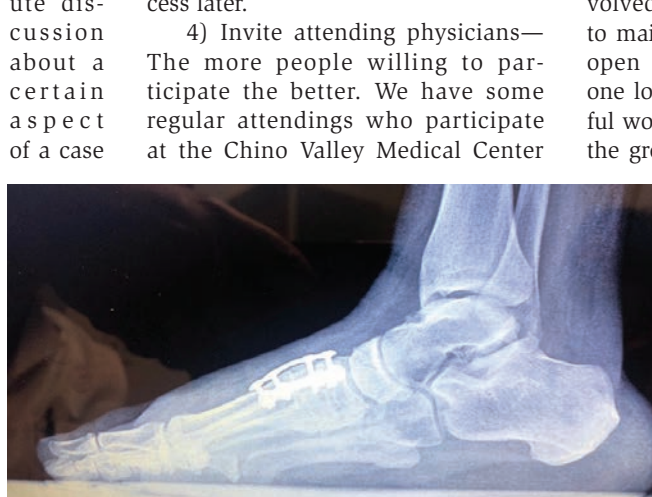 ute dis-
cussion
about a
certain
aspect
of a case
cess later.
4) Invite attending physicians—
The more people willing to par-
ticipate the better. We have some
regular attendings who participate
at the Chino Valley Medical Center
volved
to mai
open
one lo
ful wo
the gr